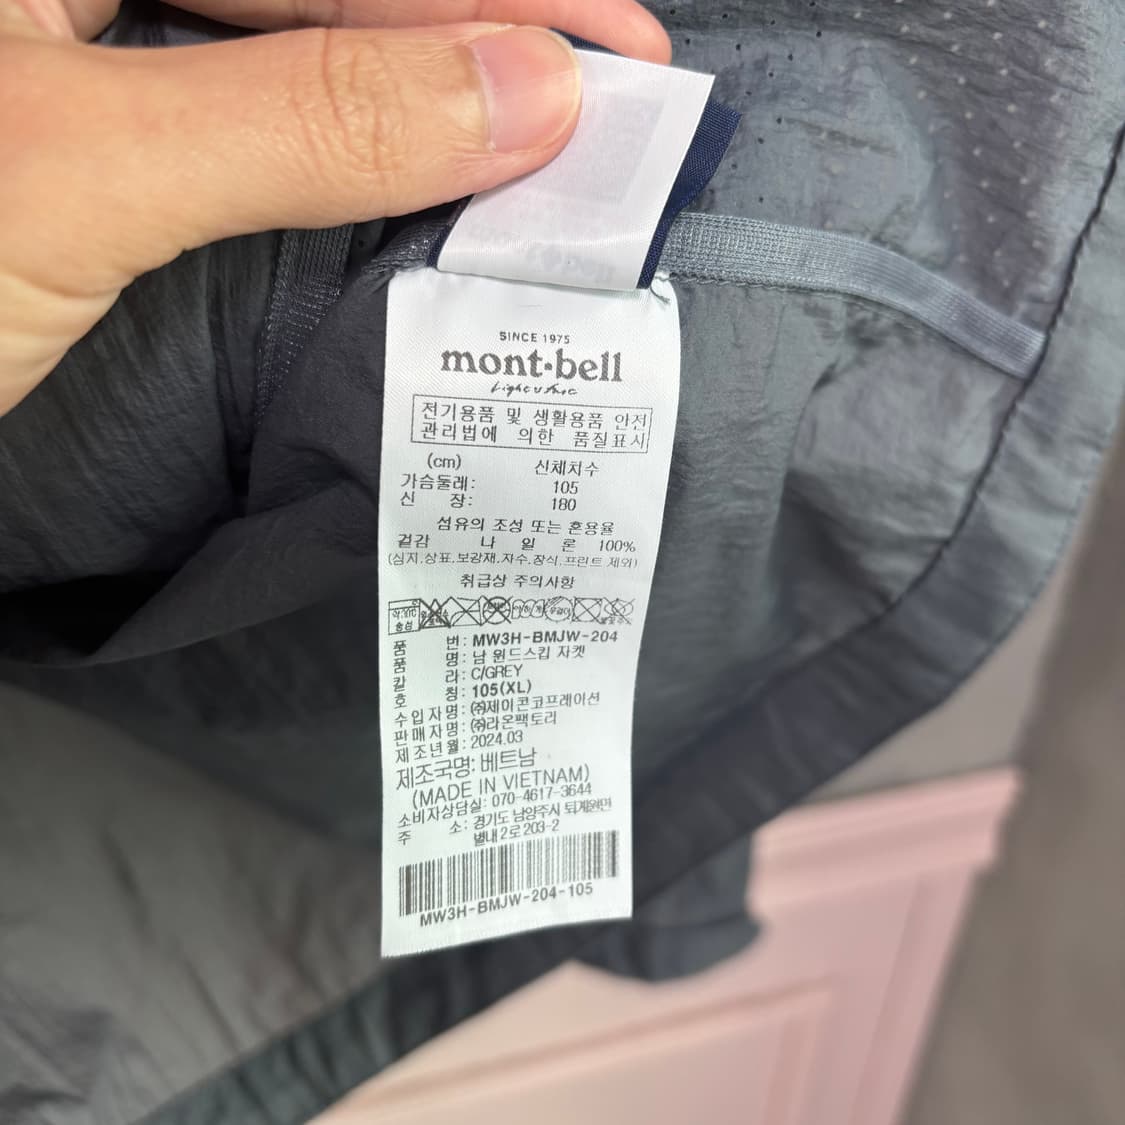 SINCE 1975
mont·bell
Light & Fast
전기용품 및 생활용품 안전
관리법에 의한 품질표시
(cm) 신체치수
가슴둘레: 105
신 장: 180
섬유의 조성 또는 혼용율
겉감 나 일 론 100%
(심지,상표,보강재,자수,장식,프린트 제외)
취급상 주의사항
품 번: MW3H-BMJW-204
품 명: 남 윈드스킵 자켓
칼 라: C/GREY
호 칭: 105(XL)
수입자명: ㈜제이콘코프레이션
판매자명: ㈜라온팩토리
제조년월: 2024.03
제조국명: 베트남
(MADE IN VIETNAM)
소비자상담실: 070-4617-3644
주 소: 경기도 남양주시 퇴계원면
별내2로 203-2
MW3H-BMJW-204-105